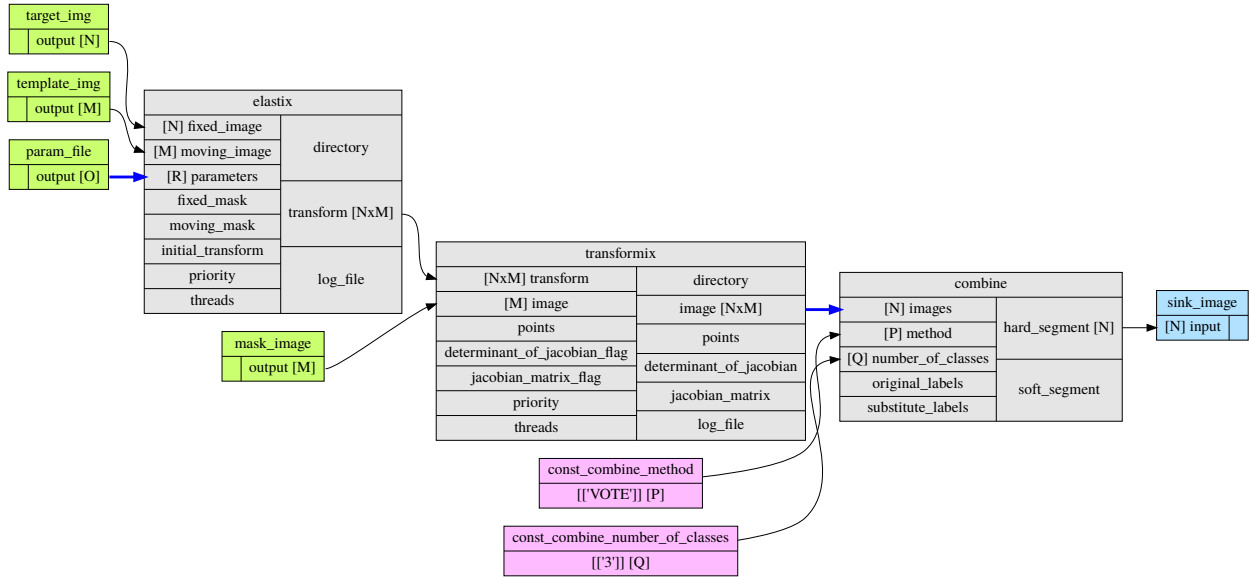 target_img
output [N]
template_img
output [M]
param_file
output [O]
elastix
[N] fixed_image
[M] moving_image
[R] parameters
fixed_mask
moving_mask
initial_transform
priority
threads
directory
transform [NxM]
log_file
mask_image
output [M]
transformix
[NxM] transform
[M] image
points
determinant_of_jacobian_flag
jacobian_matrix_flag
priority
threads
directory
image [NxM]
points
determinant_of_jacobian
jacobian_matrix
log_file
const_combine_method
[['VOTE']] [P]
const_combine_number_of_classes
[['3']] [Q]
combine
[N] images
[P] method
[Q] number_of_classes
original_labels
substitute_labels
hard_segment [N]
soft_segment
sink_image
[N] input